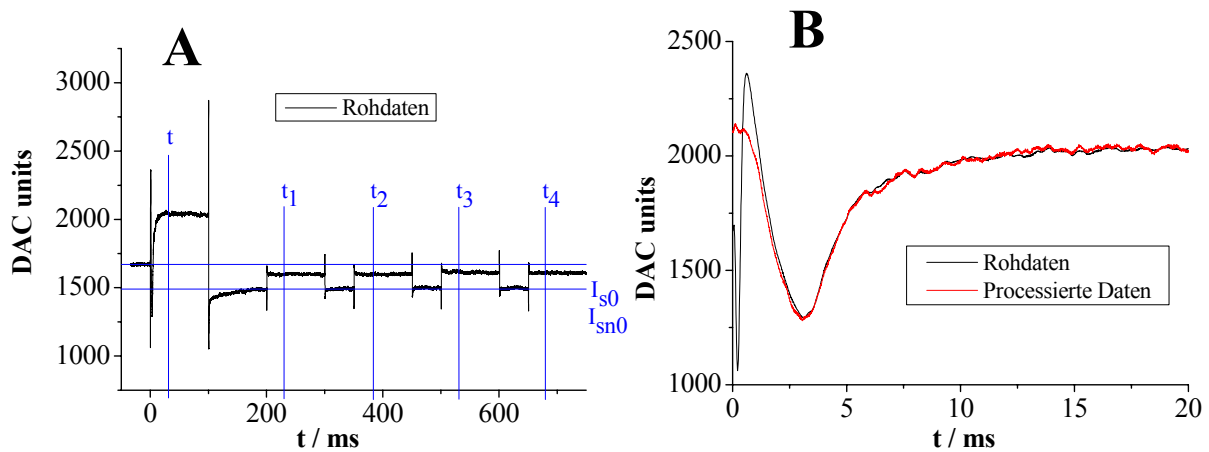 A
DAC units
3000
2500
2000
1500
1000
Rohdaten
t
t1
t2
t3
t4
Is0
Isn0
0
200
400
600
t / ms
B
DAC units
2500
2000
1500
1000
Rohdaten
Processierte Daten
0
5
10
15
20
t / ms